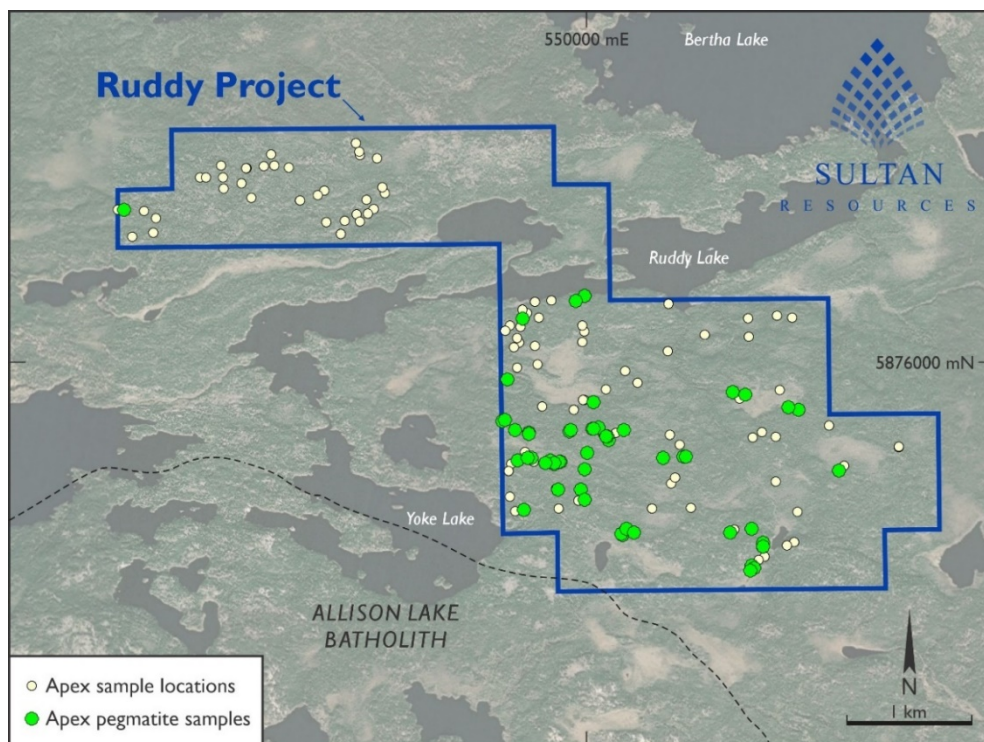 550000 mE
Bertha Lake
Ruddy Project
SULTAN
RESOURCES
Ruddy Lake
5876000 mN
Yoke Lake
ALLISON LAKE
BATHOLITH
Apex sample locations
Apex pegmatite samples
N
1 km